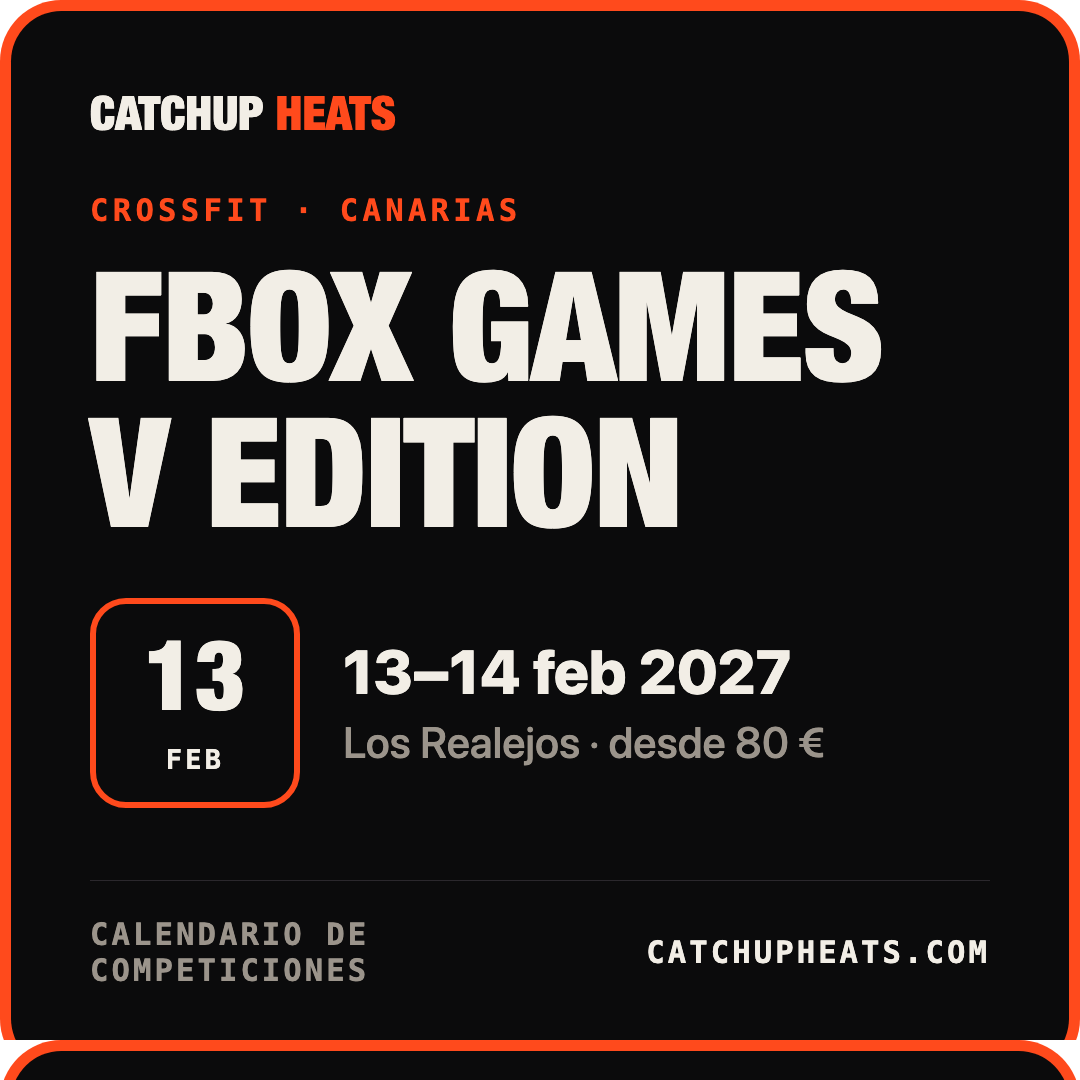 CATCHUP HEATS
CROSSFIT · CANARIAS
FBOX GAMES
V EDITION
13
FEB
13–14 feb 2027
Los Realejos · desde 80 €
CALENDARIO DE
COMPETICIONES
CATCHUPHEATS.COM